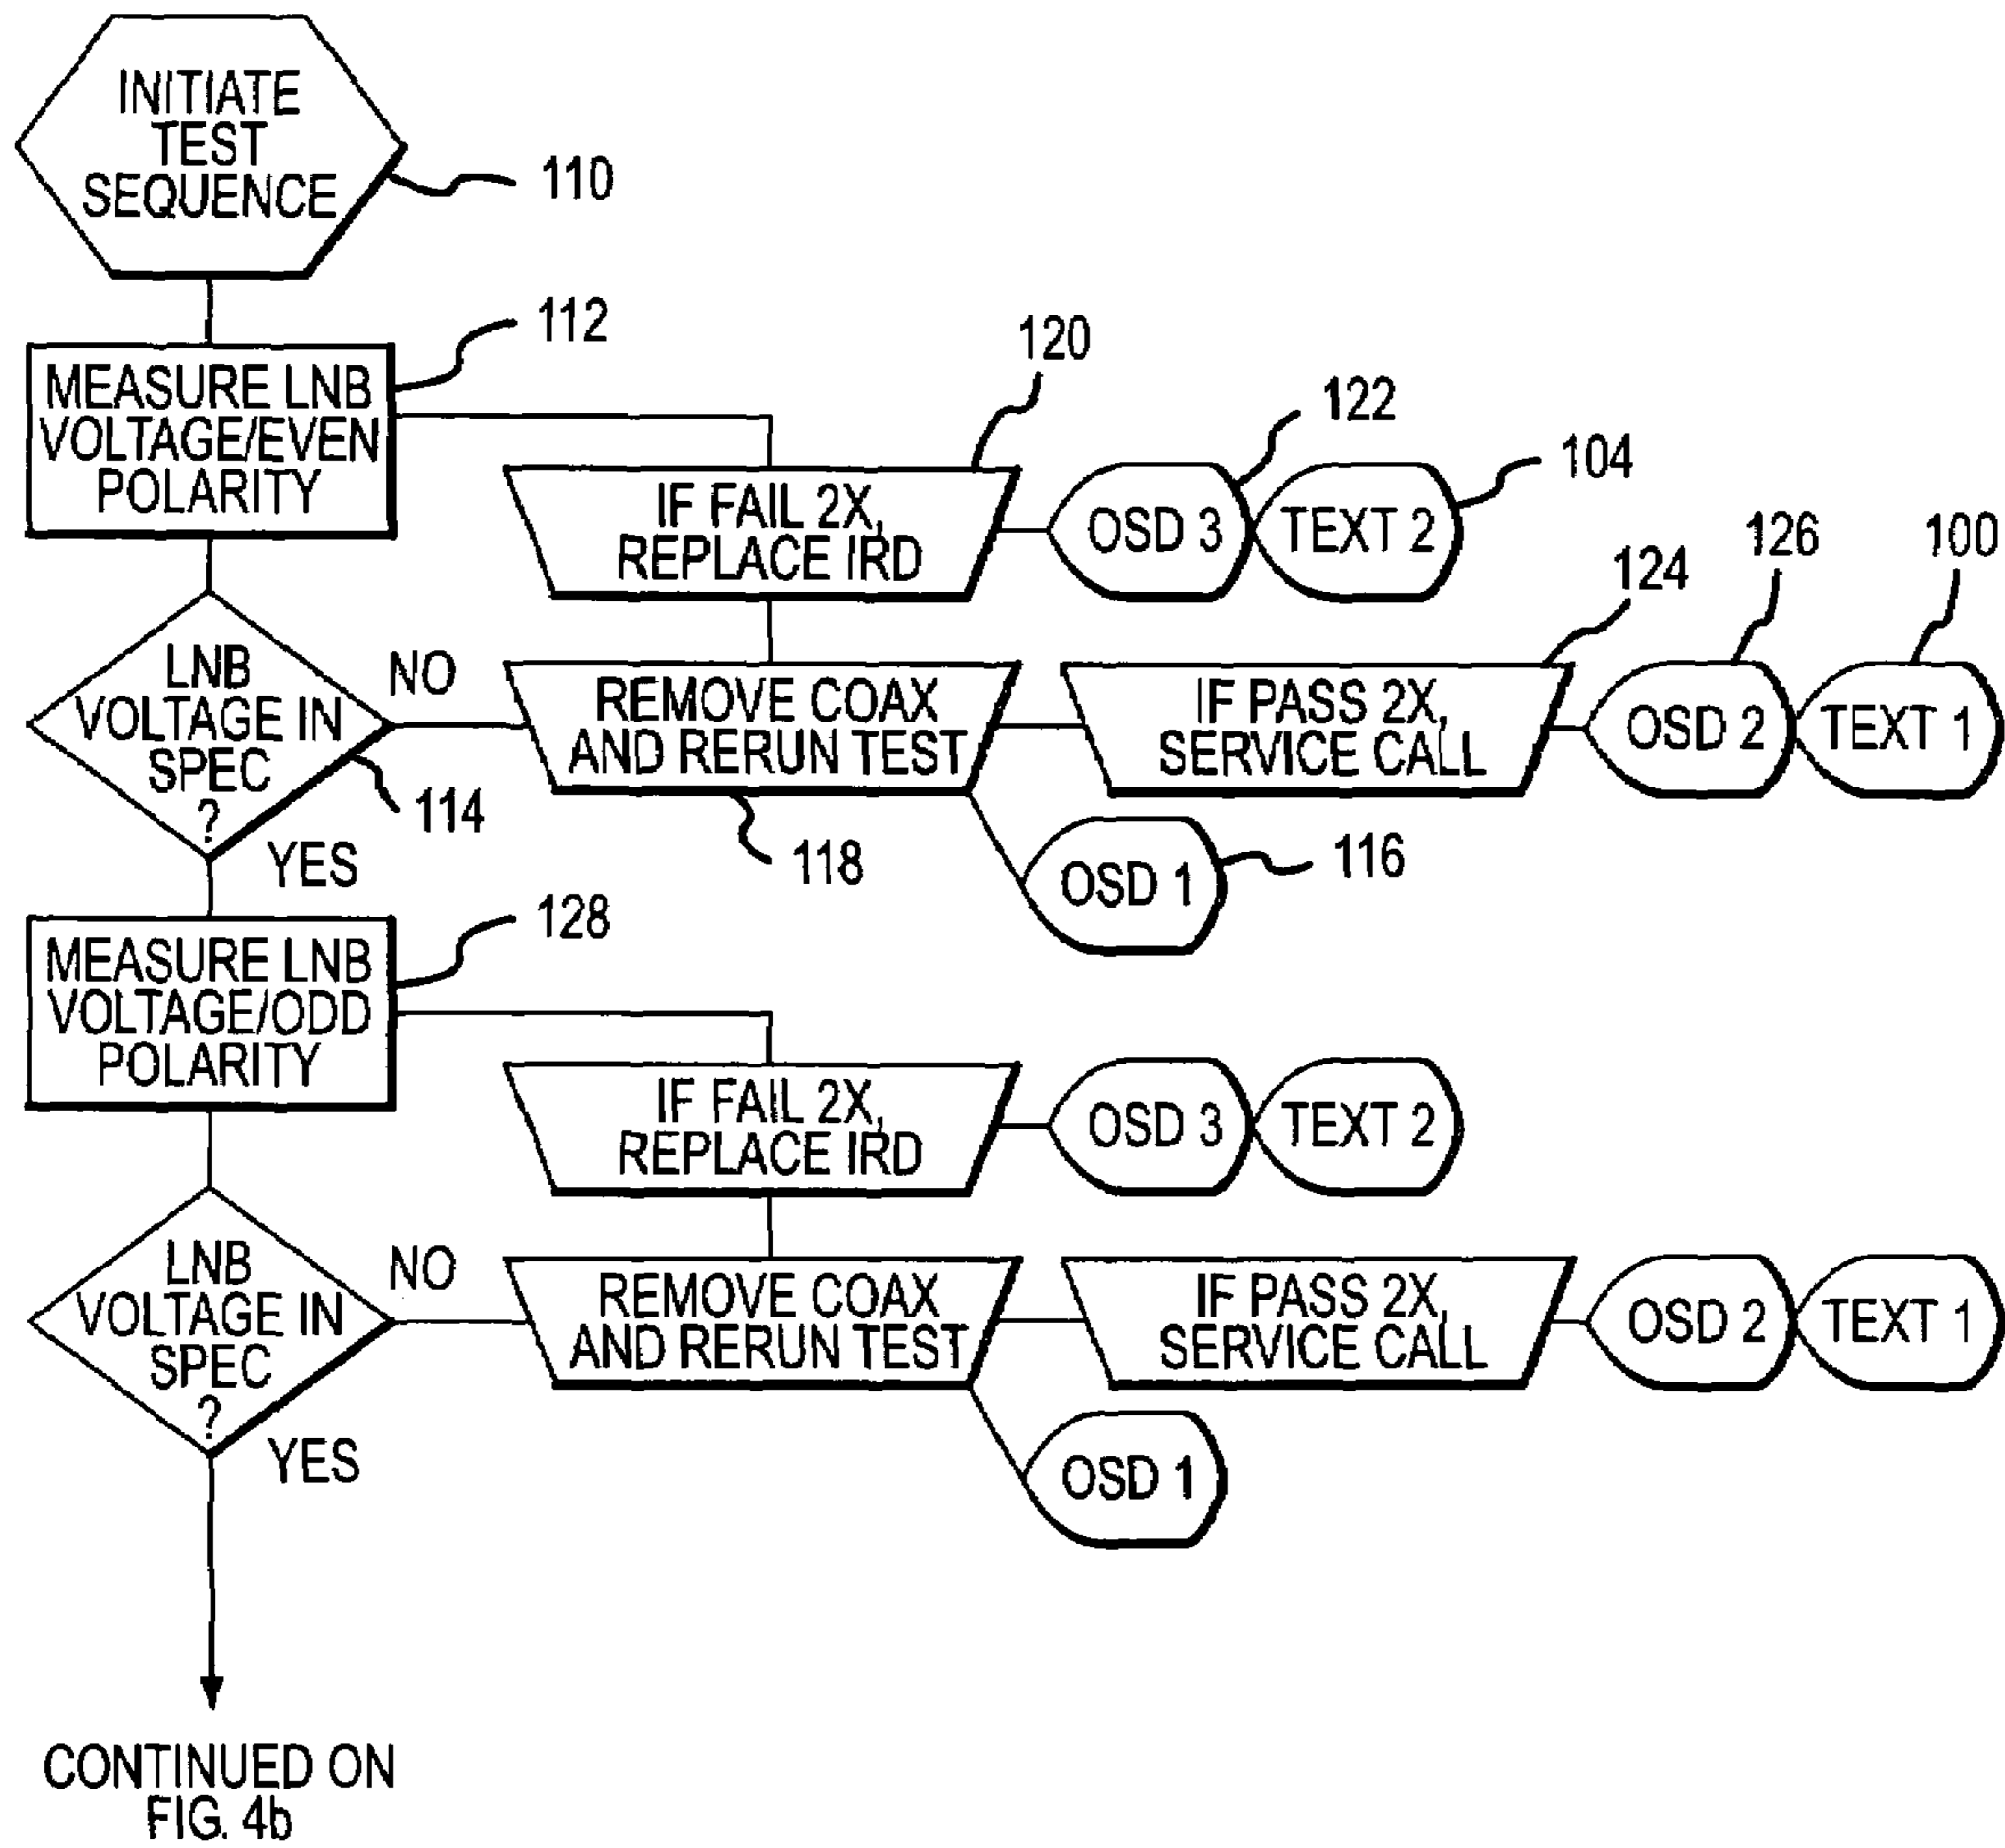 INITIATE
TEST
SEQUENCE
110
MEASURE LNB
VOLTAGE/EVEN
POLARITY
112
120
IF FAIL 2X,
REPLACE IRD
122
OSD 3
104
TEXT 2
LNB
VOLTAGE IN
SPEC
?
114
NO
YES
REMOVE COAX
AND RERUN TEST
118
124
IF PASS 2X,
SERVICE CALL
126
OSD 2
100
TEXT 1
OSD 1
116
MEASURE LNB
VOLTAGE/ODD
POLARITY
128
IF FAIL 2X,
REPLACE IRD
OSD 3
TEXT 2
LNB
VOLTAGE IN
SPEC
?
NO
YES
REMOVE COAX
AND RERUN TEST
IF PASS 2X,
SERVICE CALL
OSD 2
TEXT 1
OSD 1
CONTINUED ON
FIG. 4b